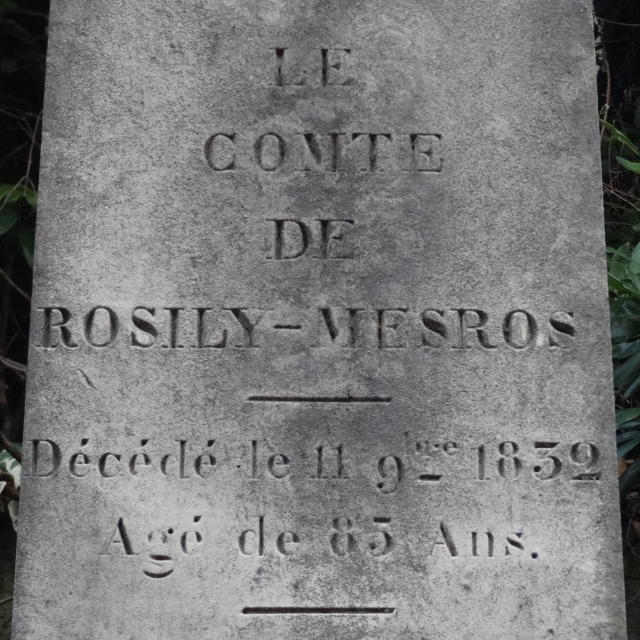 LE
COMTE
DE
ROSILY-MESROS
Décédé le 11 9bre 1832
Agé de 85 Ans.